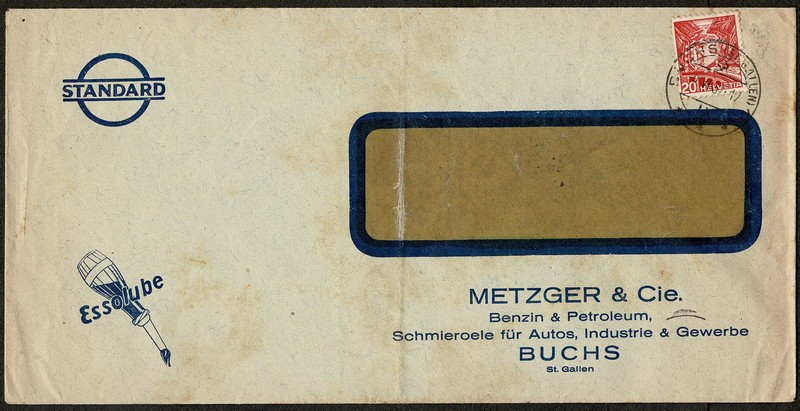 STANDARD
20 HELVETIA
Essolube
METZGER & Cie.
Benzin & Petroleum,
Schmieroele für Autos, Industrie & Gewerbe
BUCHS
St. Gallen